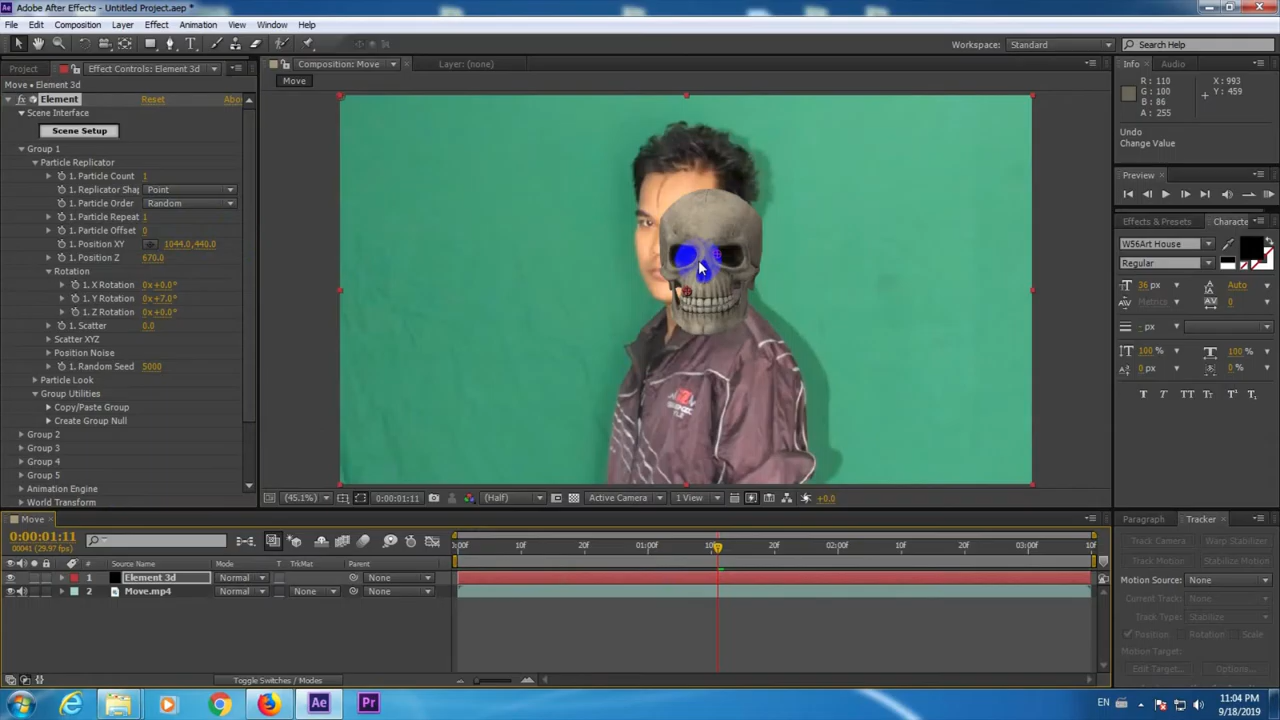 Adobe After Effects - Untitled Project.aep *
File Edit Composition Layer Effect Animation View Window Help
Workspace: Standard Search Help
Project Effect Controls: Element 3d
Composition: Move Layer: (none)
Info Audio
Move • Element 3d
Move
Element Reset Abo
Scene Interface
Scene Setup
Group 1
Particle Replicator
1. Particle Count 1
1. Replicator Sha Point
1. Particle Order Random
1. Particle Repeat 1
1. Particle Offset 0
1. Position XY 1044.0,440.0
1. Position Z 670.0
Rotation
1. X Rotation 0x+0.0°
1. Y Rotation 0x+7.0°
1. Z Rotation 0x+0.0°
1. Scatter 0.0
Scatter XYZ
Position Noise
1. Random Seed 5000
Particle Look
Group Utilities
Copy/Paste Group
Create Group Null
Group 2
Group 3
Group 4
Group 5
Animation Engine
World Transform
R : 110 X : 993
G : 100 Y : 459
B : 86
A : 255
Undo
Change Value
Preview
Effects & Presets Characte
W56Art House
Regular
36 px Auto
Metrics 0
- px
100 % 100 %
0 px 0 %
T T TT Tr T¹ T₁
(45.1%) 0:00:01:11 (Half) Active Camera 1 View +0.0
Move
0:00:01:11
00041 (29.97 fps)
:00F 10F 20F 01:00F 10F 20F 02:00F 10F 20F 03:00F 10F
# Source Name Mode T TrkMat Parent
1 Element 3d Normal None
2 Move.mp4 Normal None None
Toggle Switches / Modes
Paragraph Tracker
Track Camera Warp Stabilizer
Track Motion Stabilize Motion
Motion Source: None
Current Track: None
Track Type: Stabilize
Position Rotation Scale
Motion Target:
Edit Target... Options...
Ae Pr
EN
11:04 PM
9/18/2019